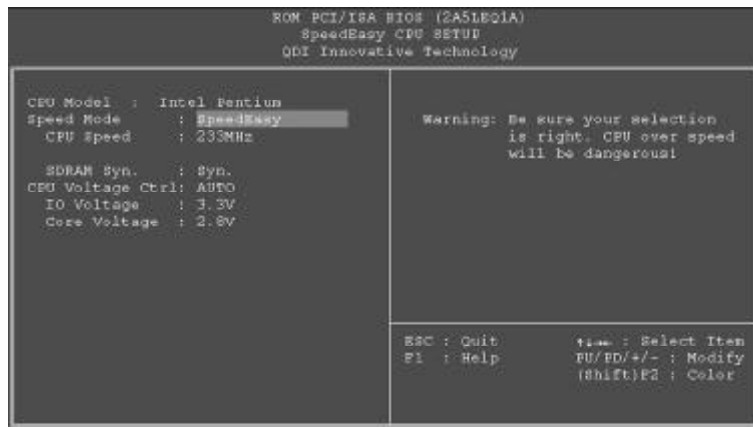 ROM PCI/ISA BIOS (2A5LEQ1A)
SpeedEasy CPU SETUP
QDI Innovative Technology
CPU Model : Intel Pentium
Speed Mode : SpeedEasy
CPU Speed : 233MHz
SDRAM Syn. : Syn.
CPU Voltage Ctrl: AUTO
IO Voltage : 3.3V
Core Voltage : 2.8V
Warning: Be sure your selection
is right. CPU over speed
will be dangerous!
ESC : Quit
F1 : Help
↑↓→← : Select Item
PU/PD/+/- : Modify
(Shift)F2 : Color